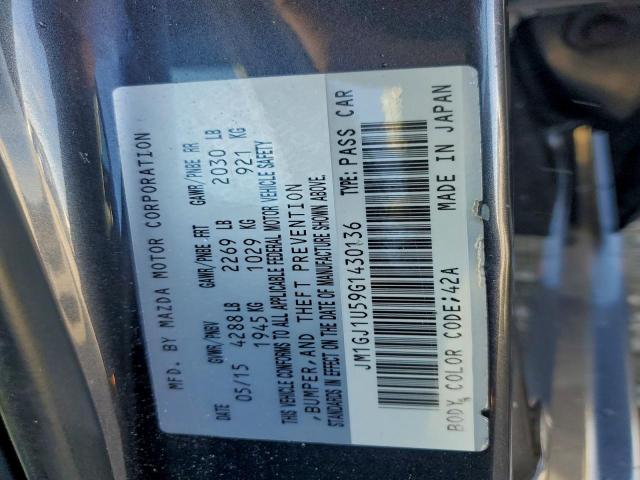 MFD. BY MAZDA MOTOR CORPORATION
DATE GVWR/PNBV GAWR/PNBE FRT GAWR/PNBE RR
05/15 4288 LB 2269 LB 2030 LB
1945 KG 1029 KG 921 KG
THIS VEHICLE CONFORMS TO ALL APPLICABLE FEDERAL MOTOR VEHICLE SAFETY
,BUMPER,AND THEFT PREVENTION
STANDARDS IN EFFECT ON THE DATE OF MANUFACTURE SHOWN ABOVE.
JM1GJ1U59G1430136 TYPE: PASS CAR
BODY COLOR CODE;42A MADE IN JAPAN